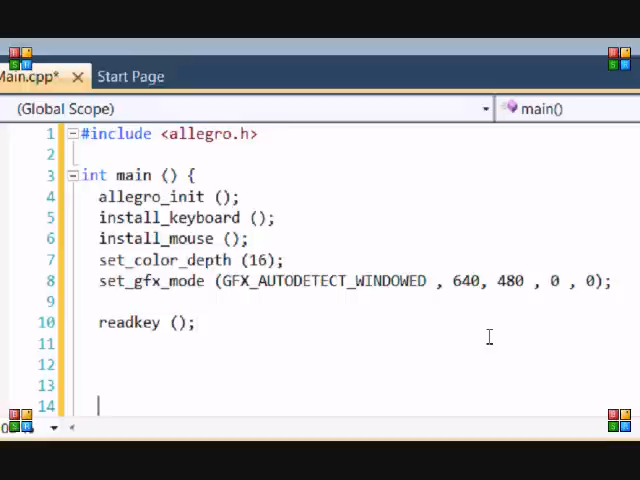 Main.cpp* X Start Page
(Global Scope) main()
1 #include <allegro.h>
2
3 int main () {
4 allegro_init ();
5 install_keyboard ();
6 install_mouse ();
7 set_color_depth (16);
8 set_gfx_mode (GFX_AUTODETECT_WINDOWED , 640, 480 , 0 , 0);
9
10 readkey ();
11
12
13
14